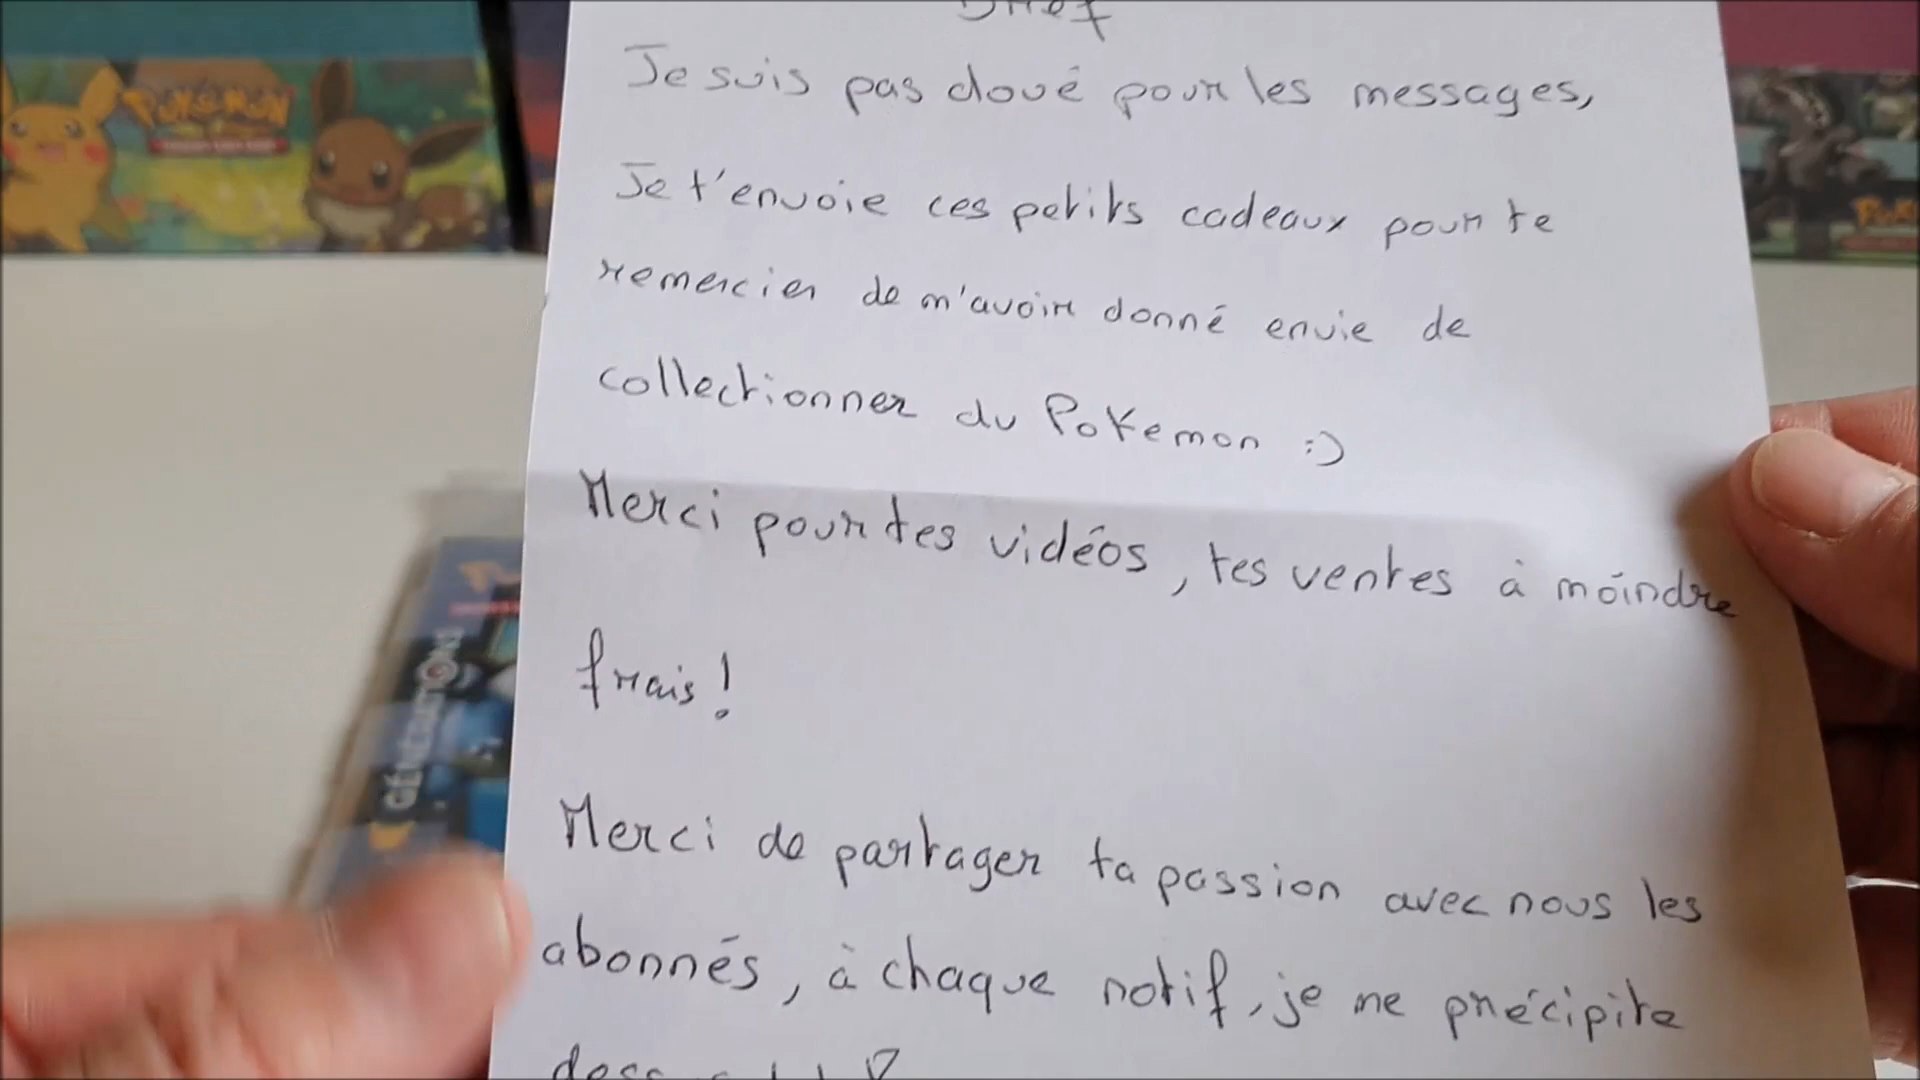 Je suis pas doué pour les messages,
Je t'envoie ces petits cadeaux pour te
remercier de m'avoir donné envie de
collectionner du Pokemon :)
Merci pour tes vidéos, tes ventes à moindre
frais !
Merci de partager ta passion avec nous les
abonnés, à chaque notif, je me précipite
POKÉMON
GÉNÉRATIONS